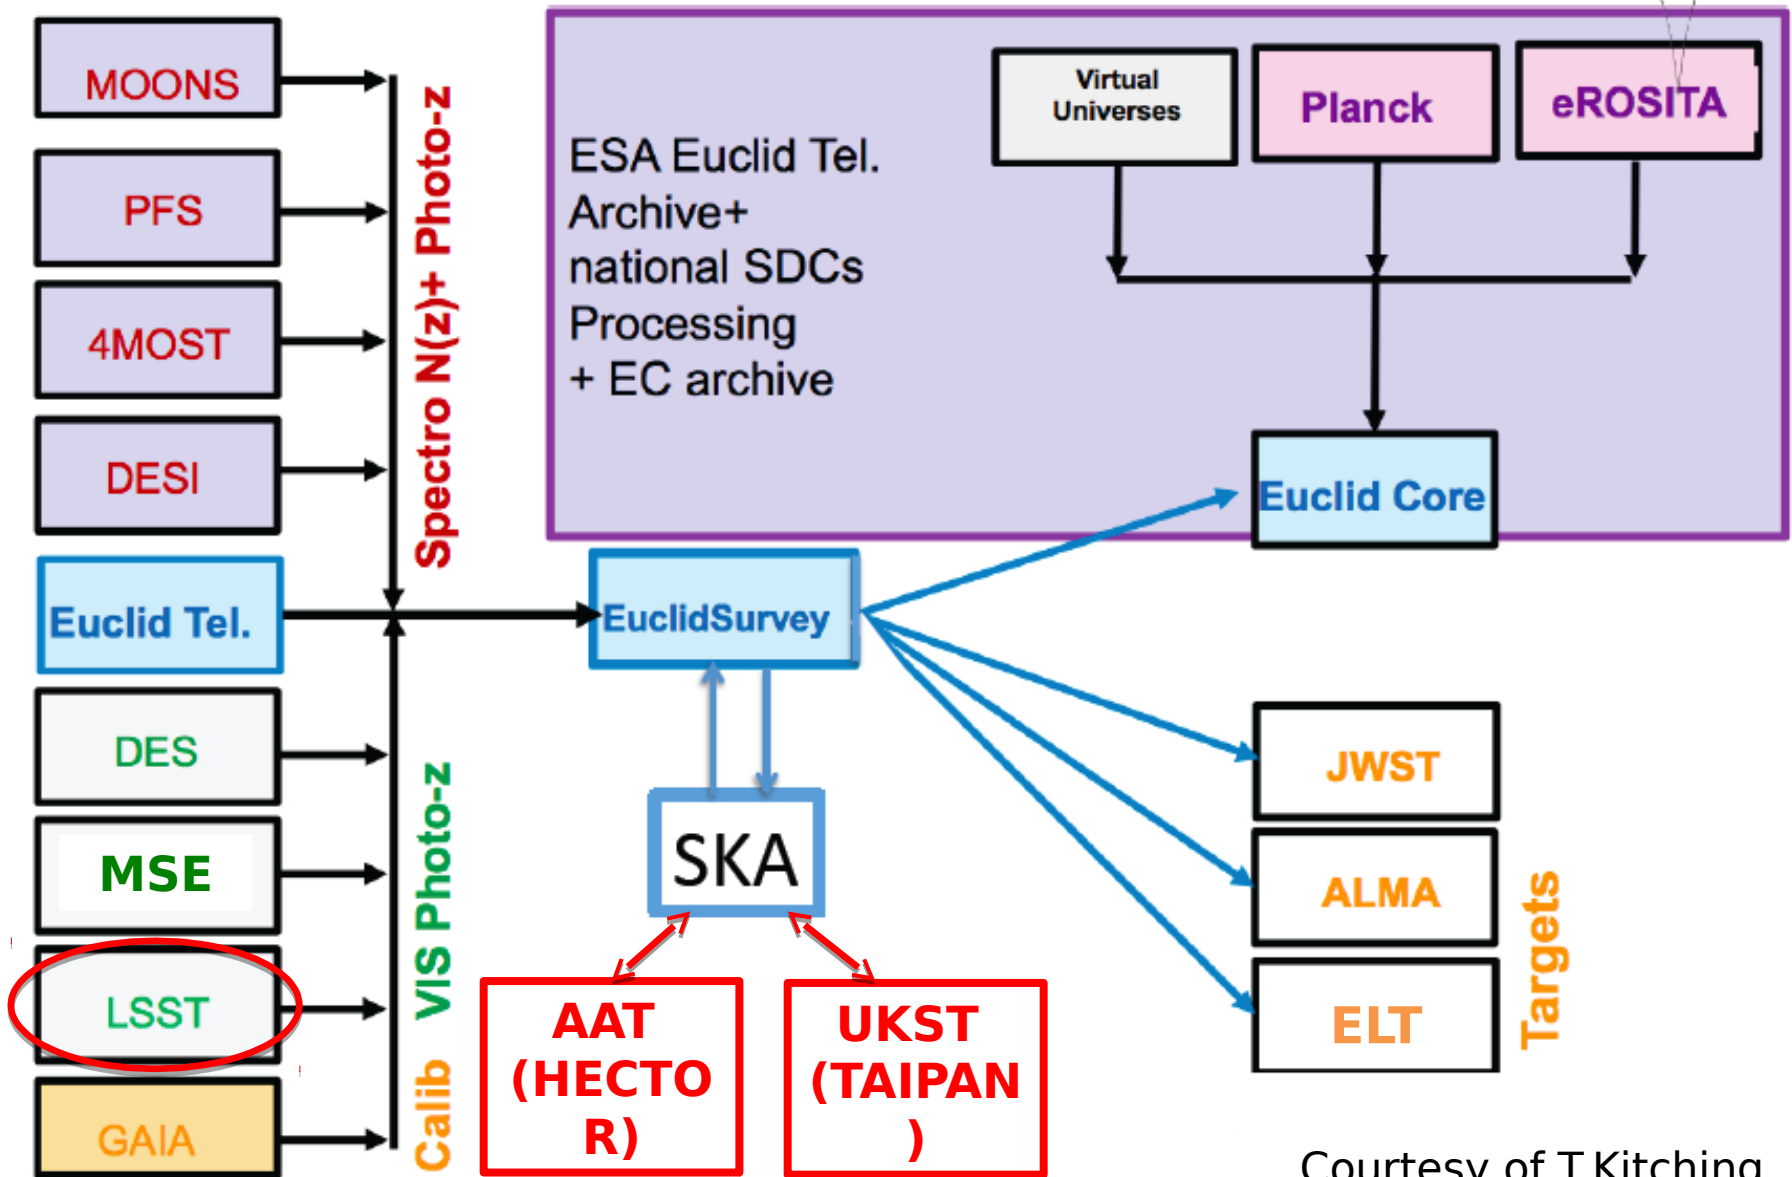 MOONS
PFS
4MOST
DESI
Euclid Tel.
DES
MSE
LSST
GAIA
Spectro N(z)+ Photo-z
VIS Photo-z
Calib
ESA Euclid Tel.
Archive+
national SDCs
Processing
+ EC archive
Virtual
Universes
Planck
eROSITA
Euclid Core
EuclidSurvey
SKA
AAT
(HECTO
R)
UKST
(TAIPAN
)
JWST
ALMA
ELT
Targets
Courtesy of T Kitching